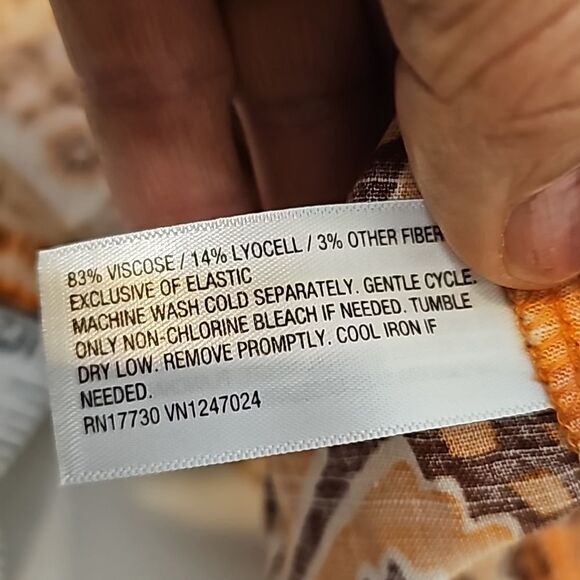 83% VISCOSE / 14% LYOCELL / 3% OTHER FIBER
EXCLUSIVE OF ELASTIC
MACHINE WASH COLD SEPARATELY. GENTLE CYCLE.
ONLY NON-CHLORINE BLEACH IF NEEDED. TUMBLE
DRY LOW. REMOVE PROMPTLY. COOL IRON IF
NEEDED.
RN17730 VN1247024